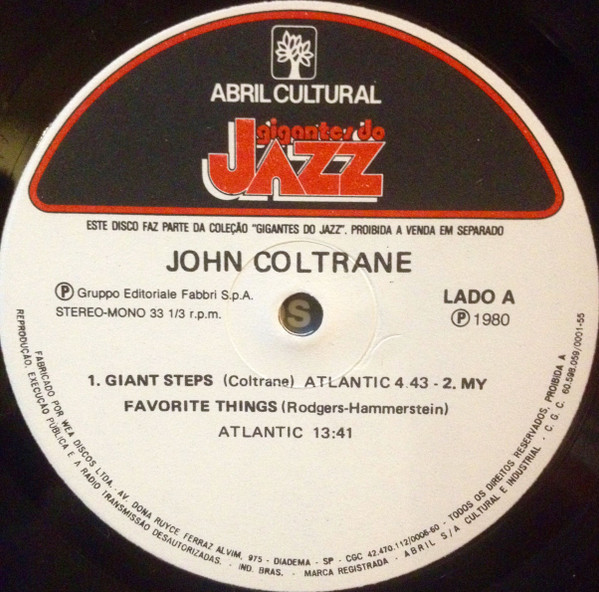 ABRIL CULTURAL
gigantes do
JAZZ
ESTE DISCO FAZ PARTE DA COLEÇÃO "GIGANTES DO JAZZ". PROIBIDA A VENDA EM SEPARADO
JOHN COLTRANE
Ⓟ Gruppo Editoriale Fabbri S.p.A.
STEREO-MONO 33 1/3 r.p.m.
LADO A
Ⓟ 1980
1. GIANT STEPS (Coltrane) ATLANTIC 4.43 - 2. MY
FAVORITE THINGS (Rodgers-Hammerstein)
ATLANTIC 13:41
FABRICADO POR WEA DISCOS LTDA. - AV. DONA RUYCE FERRAZ ALVIM, 975 - DIADEMA - SP - CGC 42.470.112/0006-60 - TODOS OS DIREITOS RESERVADOS, PROIBIDA A
REPRODUÇÃO, EXECUÇÃO PÚBLICA E A RADIO TRANSMISSÃO DESAUTORIZADAS. - IND. BRAS. - MARCA REGISTRADA - ABRIL S/A CULTURAL E INDUSTRIAL - C. G. C. 60.598.059/0001-55